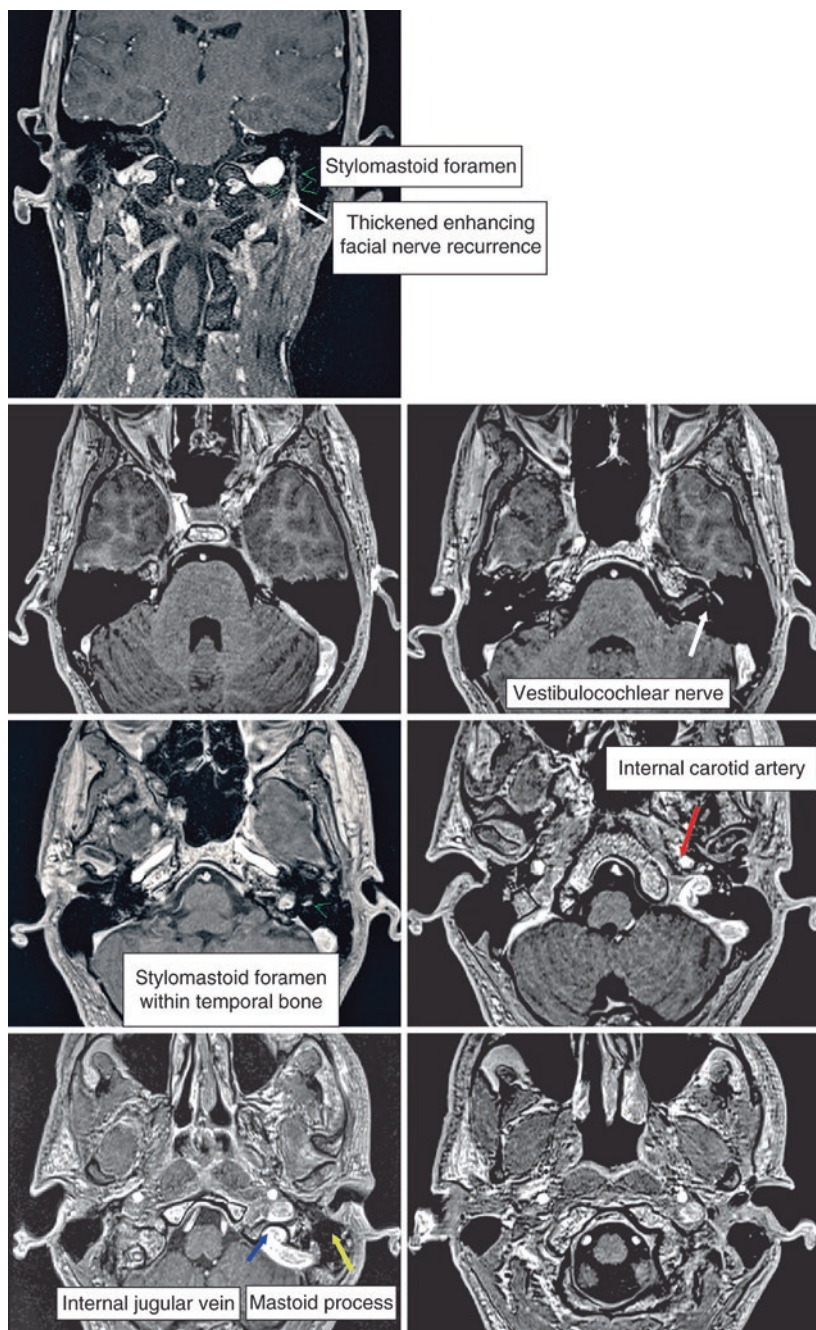 Stylomastoid foramen
Thickened enhancing
facial nerve recurrence
Vestibulocochlear nerve
Internal carotid artery
Stylomastoid foramen
within temporal bone
Internal jugular vein
Mastoid process